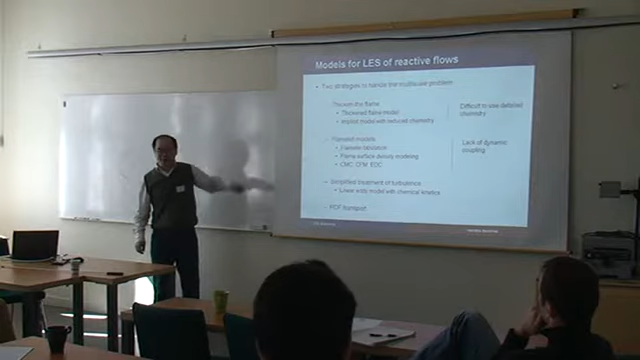 Models for LES of reactive flows
Two strategies to handle the multiscale problem
Thicken the flame
Thickened flame model
Implicit model with reduced chemistry
Difficult to use detailed
chemistry
Flamelet models
Flamelet tabulation
Flame surface density modeling
CMC, EDC
Lack of dynamic
coupling
Simplified treatment of turbulence
Linear eddy model with chemical kinetics
PDF transport